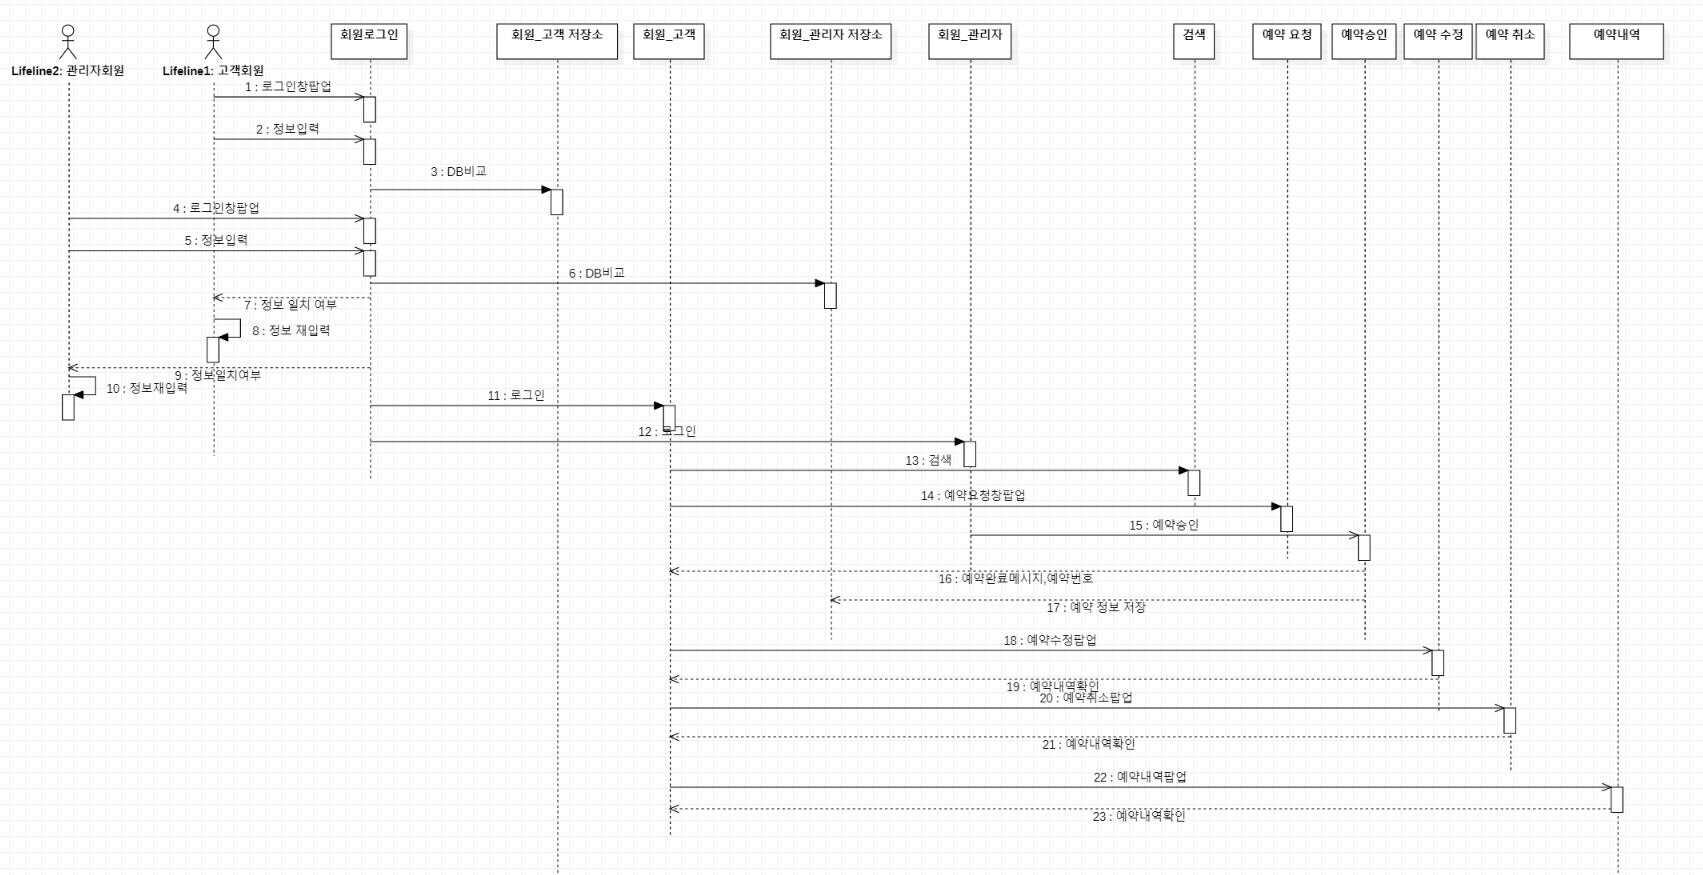 회원로그인
회원_고객 저장소
회원_고객
회원_관리자 저장소
회원_관리자
검색
예약 요청
예약승인
예약 수정
예약 취소
예약내역
Lifeline2: 관리자회원
Lifeline1: 고객회원
1 : 로그인창팝업
2 : 정보입력
3 : DB비교
4 : 로그인창팝업
5 : 정보입력
6 : DB비교
7 : 정보 일치 여부
8 : 정보 재입력
9 : 정보일치여부
10 : 정보재입력
11 : 로그인
12 : 로그인
13 : 검색
14 : 예약요청창팝업
15 : 예약승인
16 : 예약완료메시지,예약번호
17 : 예약 정보 저장
18 : 예약수정팝업
19 : 예약내역확인
20 : 예약취소팝업
21 : 예약내역확인
22 : 예약내역팝업
23 : 예약내역확인